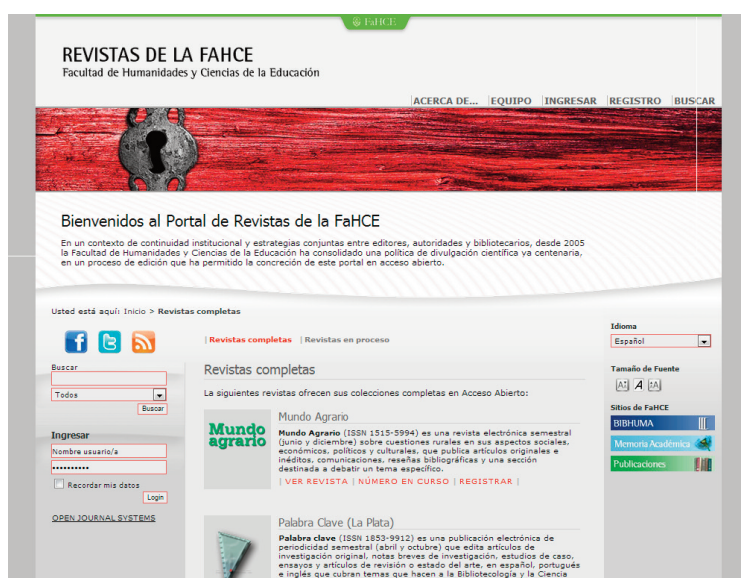 FaHCE
REVISTAS DE LA FAHCE
Facultad de Humanidades y Ciencias de la Educación
ACERCA DE... EQUIPO INGRESAR REGISTRO BUSCAR
Bienvenidos al Portal de Revistas de la FaHCE
En un contexto de continuidad institucional y estrategias conjuntas entre editores, autoridades y bibliotecarios, desde 2005
la Facultad de Humanidades y Ciencias de la Educación ha consolidado una política de divulgación científica ya centenaria,
en un proceso de edición que ha permitido la concreción de este portal en acceso abierto.
Usted está aquí: Inicio > Revistas completas
Buscar
Todos
Buscar
Ingresar
Nombre usuario/a
••••••••••
Recordar mis datos
Login
OPEN JOURNAL SYSTEMS
| Revistas completas | Revistas en proceso
Revistas completas
La siguientes revistas ofrecen sus colecciones completas en Acceso Abierto:
Mundo
agrario
Mundo Agrario
Mundo Agrario (ISSN 1515-5994) es una revista electrónica semestral
(junio y diciembre) sobre cuestiones rurales en sus aspectos sociales,
económicos, políticos y culturales, que publica artículos originales e
inéditos, comunicaciones, reseñas bibliográficas y una sección
destinada a debatir un tema específico.
| VER REVISTA | NÚMERO EN CURSO | REGISTRAR |
Palabra Clave (La Plata)
Palabra clave (ISSN 1853-9912) es una publicación electrónica de
periodicidad semestral (abril y octubre) que edita artículos de
investigación original, notas breves de investigación, estudios de caso,
ensayos y artículos de revisión o estado del arte, en español, portugués
e inglés que cubran temas que hacen a la Bibliotecología y la Ciencia
Idioma
Español
Tamaño de Fuente
A A A
Sitios de FaHCE
BIBHUMA
Memoria Académica
Publicaciones